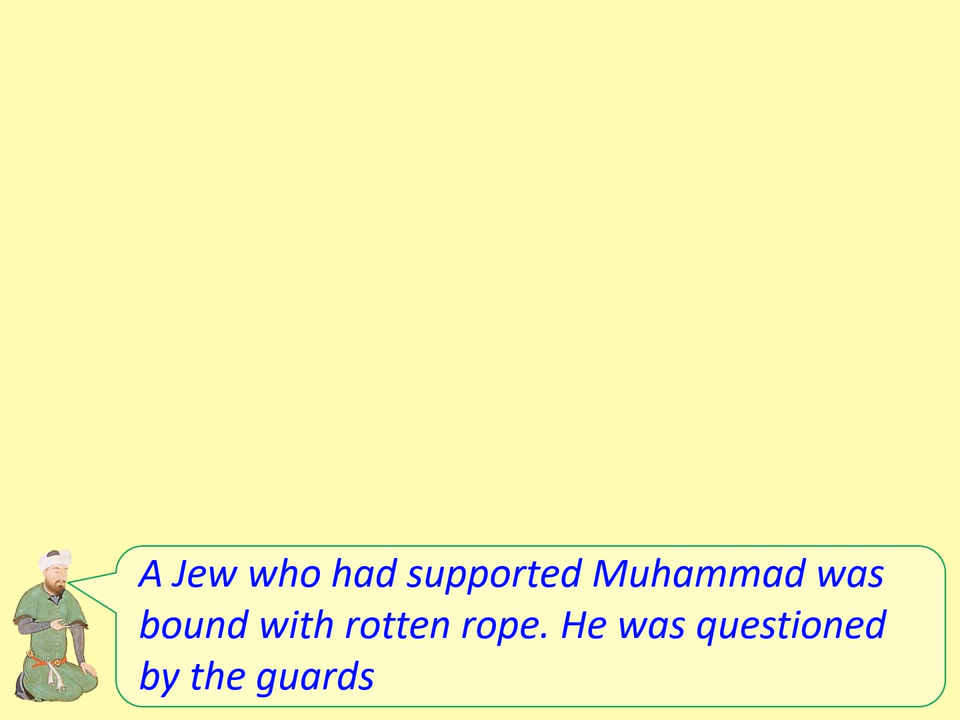 A Jew who had supported Muhammad was
bound with rotten rope. He was questioned
by the guards